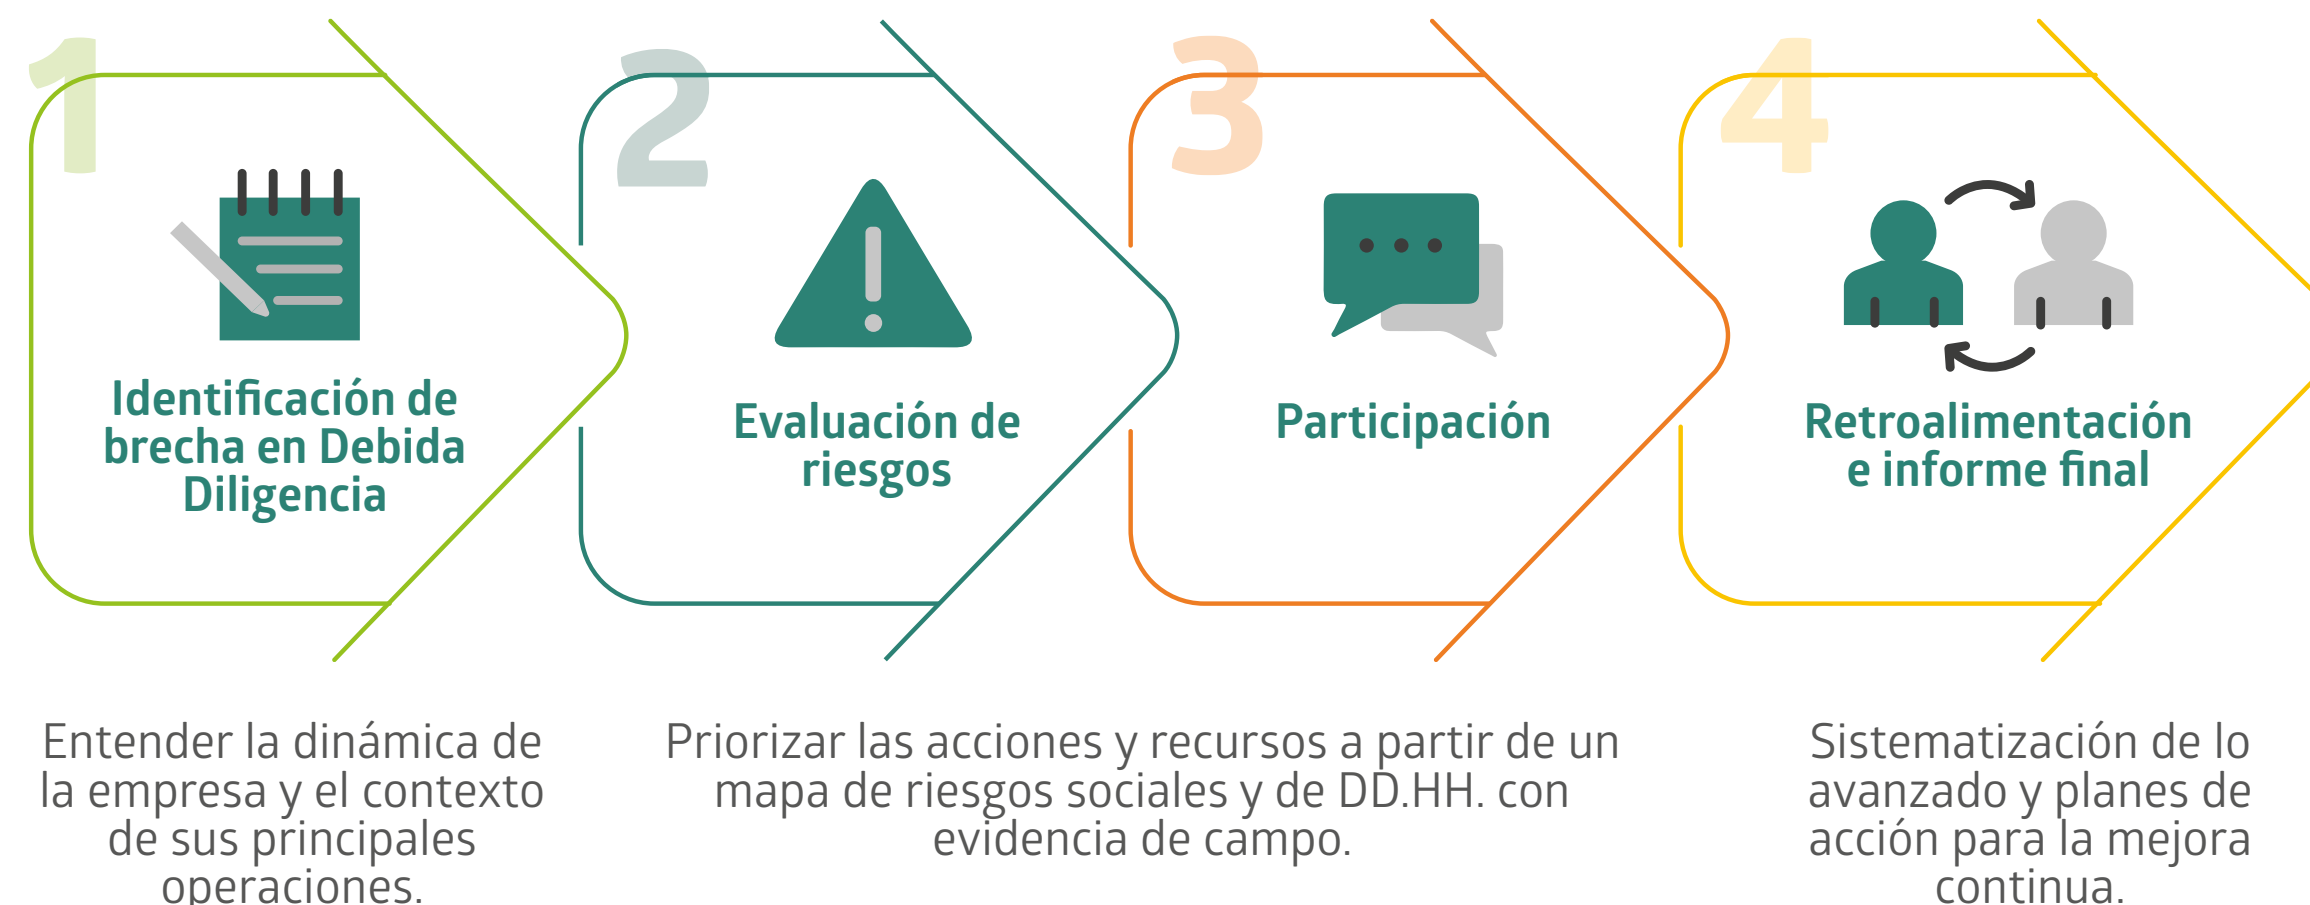 1
Identificación de
brecha en Debida
Diligencia
2
Evaluación de
riesgos
3
Participación
4
Retroalimentación
e informe final
Entender la dinámica de
la empresa y el contexto
de sus principales
operaciones.
Priorizar las acciones y recursos a partir de un
mapa de riesgos sociales y de DD.HH. con
evidencia de campo.
Sistematización de lo
avanzado y planes de
acción para la mejora
continua.